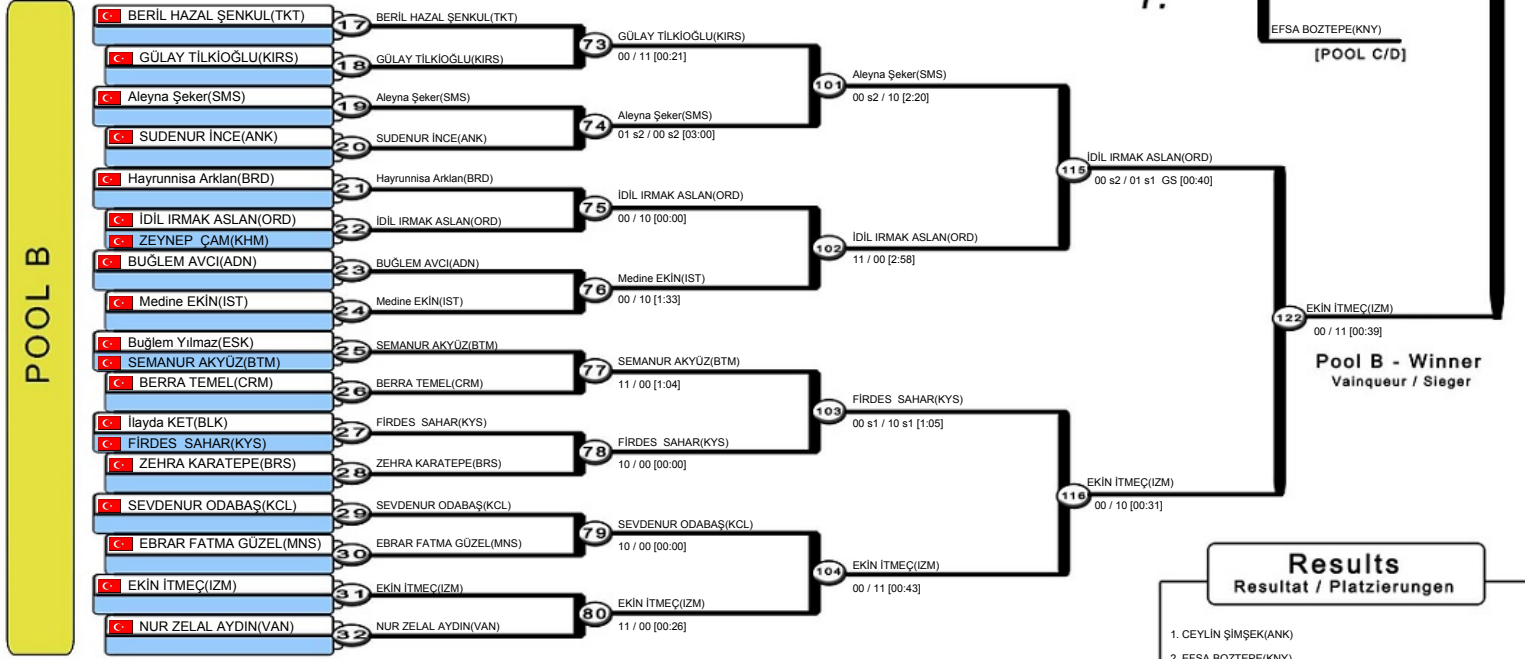 POOL B
BERİL HAZAL ŞENKUL(TKT)
GÜLAY TİLKİOĞLU(KIRS)
Aleyna Şeker(SMS)
SUDENUR İNCE(ANK)
Hayrunnisa Arklan(BRD)
İDİL IRMAK ASLAN(ORD)
ZEYNEP ÇAM(KHM)
BUĞLEM AVCI(ADN)
Medine EKİN(IST)
Buğlem Yılmaz(ESK)
SEMANUR AKYÜZ(BTM)
BERRA TEMEL(CRM)
İlayda KET(BLK)
FİRDES SAHAR(KYS)
ZEHRA KARATEPE(BRS)
SEVDENUR ODABAŞ(KCL)
EBRAR FATMA GÜZEL(MNS)
EKİN İTMEÇ(IZM)
NUR ZELAL AYDIN(VAN)
17 BERİL HAZAL ŞENKUL(TKT)
18 GÜLAY TİLKİOĞLU(KIRS)
19 Aleyna Şeker(SMS)
20 SUDENUR İNCE(ANK)
21 Hayrunnisa Arklan(BRD)
22 İDİL IRMAK ASLAN(ORD)
23 BUĞLEM AVCI(ADN)
24 Medine EKİN(IST)
25 SEMANUR AKYÜZ(BTM)
26 BERRA TEMEL(CRM)
27 FİRDES SAHAR(KYS)
28 ZEHRA KARATEPE(BRS)
29 SEVDENUR ODABAŞ(KCL)
30 EBRAR FATMA GÜZEL(MNS)
31 EKİN İTMEÇ(IZM)
32 NUR ZELAL AYDIN(VAN)
73 GÜLAY TİLKİOĞLU(KIRS)
00 / 11 [00:21]
74 Aleyna Şeker(SMS)
01 s2 / 00 s2 [03:00]
75 İDİL IRMAK ASLAN(ORD)
00 / 10 [00:00]
76 Medine EKİN(IST)
00 / 10 [1:33]
77 SEMANUR AKYÜZ(BTM)
11 / 00 [1:04]
78 FİRDES SAHAR(KYS)
10 / 00 [00:00]
79 SEVDENUR ODABAŞ(KCL)
10 / 00 [00:00]
80 EKİN İTMEÇ(IZM)
11 / 00 [00:26]
101 Aleyna Şeker(SMS)
00 s2 / 10 [2:20]
102 İDİL IRMAK ASLAN(ORD)
11 / 00 [2:58]
103 FİRDES SAHAR(KYS)
00 s1 / 10 s1 [1:05]
104 EKİN İTMEÇ(IZM)
00 / 11 [00:43]
115 İDİL IRMAK ASLAN(ORD)
00 s2 / 01 s1 GS [00:40]
116 EKİN İTMEÇ(IZM)
00 / 10 [00:31]
EFSA BOZTEPE(KNY)
[POOL C/D]
122 EKİN İTMEÇ(IZM)
00 / 11 [00:39]
Pool B - Winner
Vainqueur / Sieger
Results
Resultat / Platzierungen
1. CEYLİN ŞİMŞEK(ANK)
2. EFSA BOZTEPE(KNY)